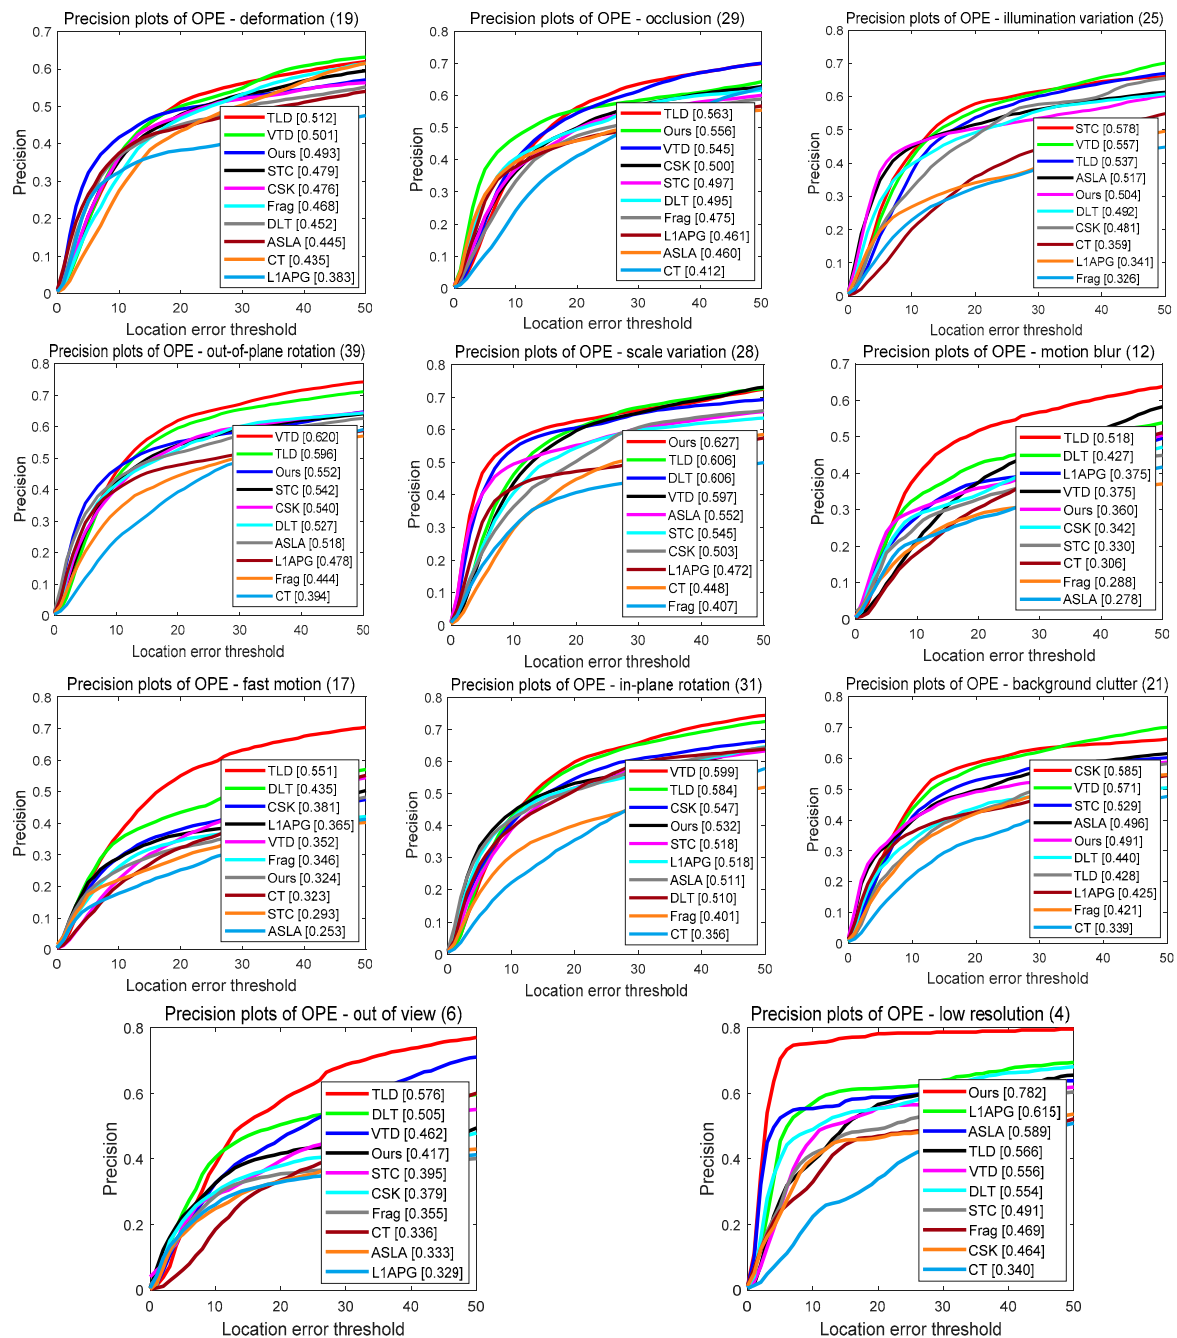 Precision plots of OPE - deformation (19)
Precision
0.7
0.6
0.5
0.4
0.3
0.2
0.1
0
TLD [0.512]
VTD [0.501]
Ours [0.493]
STC [0.479]
CSK [0.476]
Frag [0.468]
DLT [0.452]
ASLA [0.445]
CT [0.435]
L1APG [0.383]
0 10 20 30 40 50
Location error threshold
Precision plots of OPE - occlusion (29)
Precision
0.8
0.7
0.6
0.5
0.4
0.3
0.2
0.1
0
TLD [0.563]
Ours [0.556]
VTD [0.545]
CSK [0.500]
STC [0.497]
DLT [0.495]
Frag [0.475]
L1APG [0.461]
ASLA [0.460]
CT [0.412]
0 10 20 30 40 50
Location error threshold
Precision plots of OPE - illumination variation (25)
Precision
0.8
0.7
0.6
0.5
0.4
0.3
0.2
0.1
0
STC [0.578]
VTD [0.557]
TLD [0.537]
ASLA [0.517]
Ours [0.504]
DLT [0.492]
CSK [0.481]
CT [0.359]
L1APG [0.341]
Frag [0.326]
0 10 20 30 40 50
Location error threshold
Precision plots of OPE - out-of-plane rotation (39)
Precision
0.8
0.7
0.6
0.5
0.4
0.3
0.2
0.1
0
VTD [0.620]
TLD [0.596]
Ours [0.552]
STC [0.542]
CSK [0.540]
DLT [0.527]
ASLA [0.518]
L1APG [0.478]
Frag [0.444]
CT [0.394]
0 10 20 30 40 50
Location error threshold
Precision plots of OPE - scale variation (28)
Precision
0.8
0.7
0.6
0.5
0.4
0.3
0.2
0.1
0
Ours [0.627]
TLD [0.606]
DLT [0.606]
VTD [0.597]
ASLA [0.552]
STC [0.545]
CSK [0.503]
L1APG [0.472]
CT [0.448]
Frag [0.407]
0 10 20 30 40 50
Location error threshold
Precision plots of OPE - motion blur (12)
Precision
0.7
0.6
0.5
0.4
0.3
0.2
0.1
0
TLD [0.518]
DLT [0.427]
L1APG [0.375]
VTD [0.375]
Ours [0.360]
CSK [0.342]
STC [0.330]
CT [0.306]
Frag [0.288]
ASLA [0.278]
0 10 20 30 40 50
Location error threshold
Precision plots of OPE - fast motion (17)
Precision
0.8
0.7
0.6
0.5
0.4
0.3
0.2
0.1
0
TLD [0.551]
DLT [0.435]
CSK [0.381]
L1APG [0.365]
VTD [0.352]
Frag [0.346]
Ours [0.324]
CT [0.323]
STC [0.293]
ASLA [0.253]
0 10 20 30 40 50
Location error threshold
Precision plots of OPE - in-plane rotation (31)
Precision
0.8
0.7
0.6
0.5
0.4
0.3
0.2
0.1
0
VTD [0.599]
TLD [0.584]
CSK [0.547]
Ours [0.532]
STC [0.518]
L1APG [0.518]
ASLA [0.511]
DLT [0.510]
Frag [0.401]
CT [0.356]
0 10 20 30 40 50
Location error threshold
Precision plots of OPE - background clutter (21)
Precision
0.8
0.7
0.6
0.5
0.4
0.3
0.2
0.1
0
CSK [0.585]
VTD [0.571]
STC [0.529]
ASLA [0.496]
Ours [0.491]
DLT [0.440]
TLD [0.428]
L1APG [0.425]
Frag [0.421]
CT [0.339]
0 10 20 30 40 50
Location error threshold
Precision plots of OPE - out of view (6)
Precision
0.8
0.6
0.4
0.2
0
TLD [0.576]
DLT [0.505]
VTD [0.462]
Ours [0.417]
STC [0.395]
CSK [0.379]
Frag [0.355]
CT [0.336]
ASLA [0.333]
L1APG [0.329]
0 10 20 30 40 50
Location error threshold
Precision plots of OPE - low resolution (4)
Precision
0.8
0.6
0.4
0.2
0
Ours [0.782]
L1APG [0.615]
ASLA [0.589]
TLD [0.566]
VTD [0.556]
DLT [0.554]
STC [0.491]
Frag [0.469]
CSK [0.464]
CT [0.340]
0 10 20 30 40 50
Location error threshold